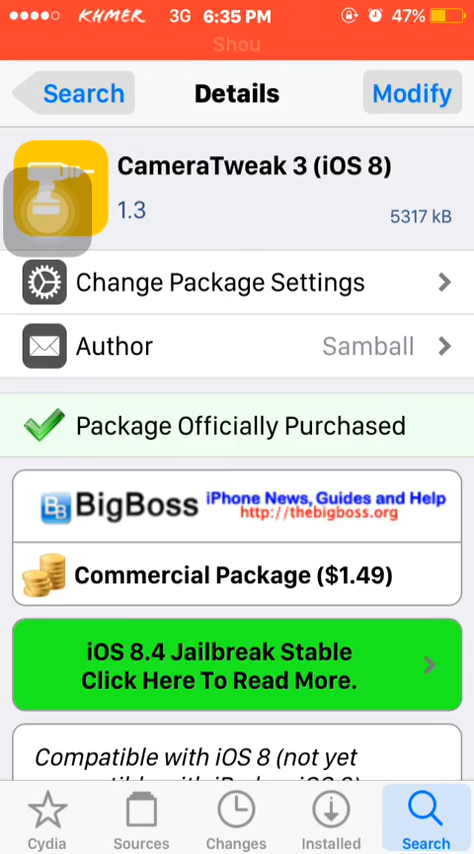 KHMER 3G 6:35 PM 47%
Shou
Search Details Modify
CameraTweak 3 (iOS 8)
1.3 5317 kB
Change Package Settings
Author Samball
Package Officially Purchased
BB BigBoss iPhone News, Guides and Help
http://thebigboss.org
Commercial Package ($1.49)
iOS 8.4 Jailbreak Stable
Click Here To Read More.
Compatible with iOS 8 (not yet
Cydia Sources Changes Installed Search